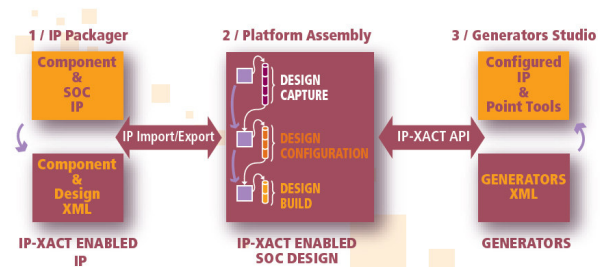 1 / IP Packager
Component
&
SOC
IP
Component
&
Design
XML
IP-XACT ENABLED
IP
IP Import/Export
2 / Platform Assembly
DESIGN
CAPTURE
DESIGN
CONFIGURATION
DESIGN
BUILD
IP-XACT ENABLED
SOC DESIGN
IP-XACT API
3 / Generators Studio
Configured
IP
&
Point Tools
GENERATORS
XML
GENERATORS